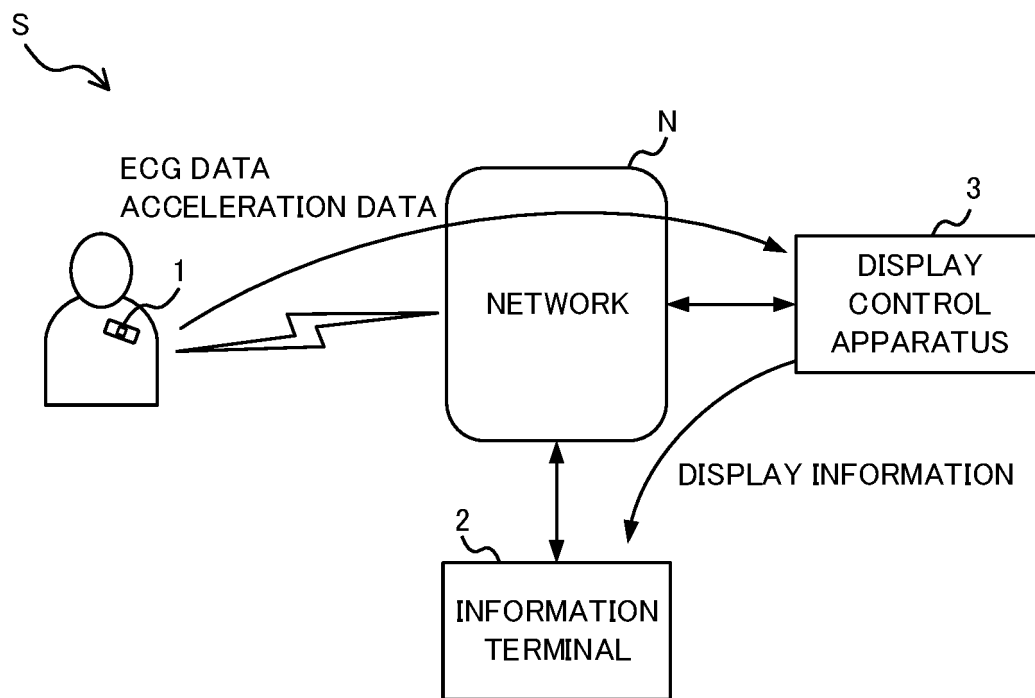 S
N
ECG DATA
ACCELERATION DATA
3
1
NETWORK
DISPLAY
CONTROL
APPARATUS
DISPLAY INFORMATION
2
INFORMATION
TERMINAL